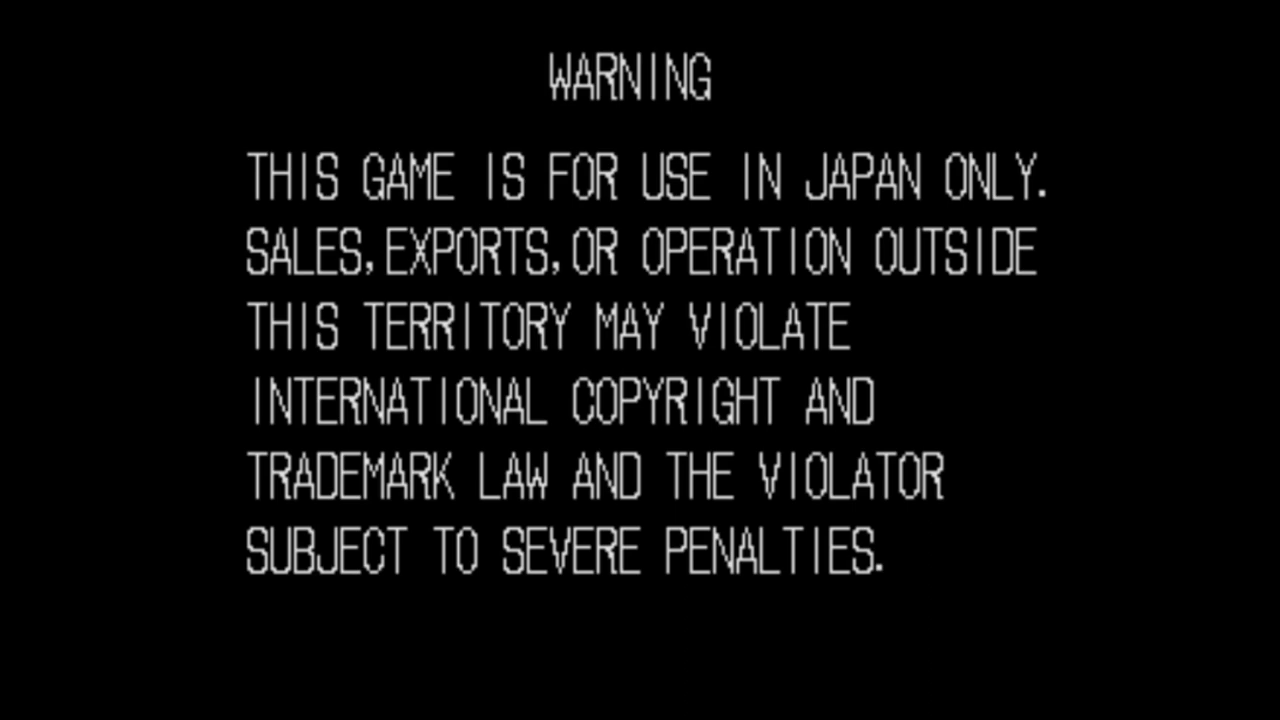 WARNING
THIS GAME IS FOR USE IN JAPAN ONLY.
SALES,EXPORTS,OR OPERATION OUTSIDE
THIS TERRITORY MAY VIOLATE
INTERNATIONAL COPYRIGHT AND
TRADEMARK LAW AND THE VIOLATOR
SUBJECT TO SEVERE PENALTIES.